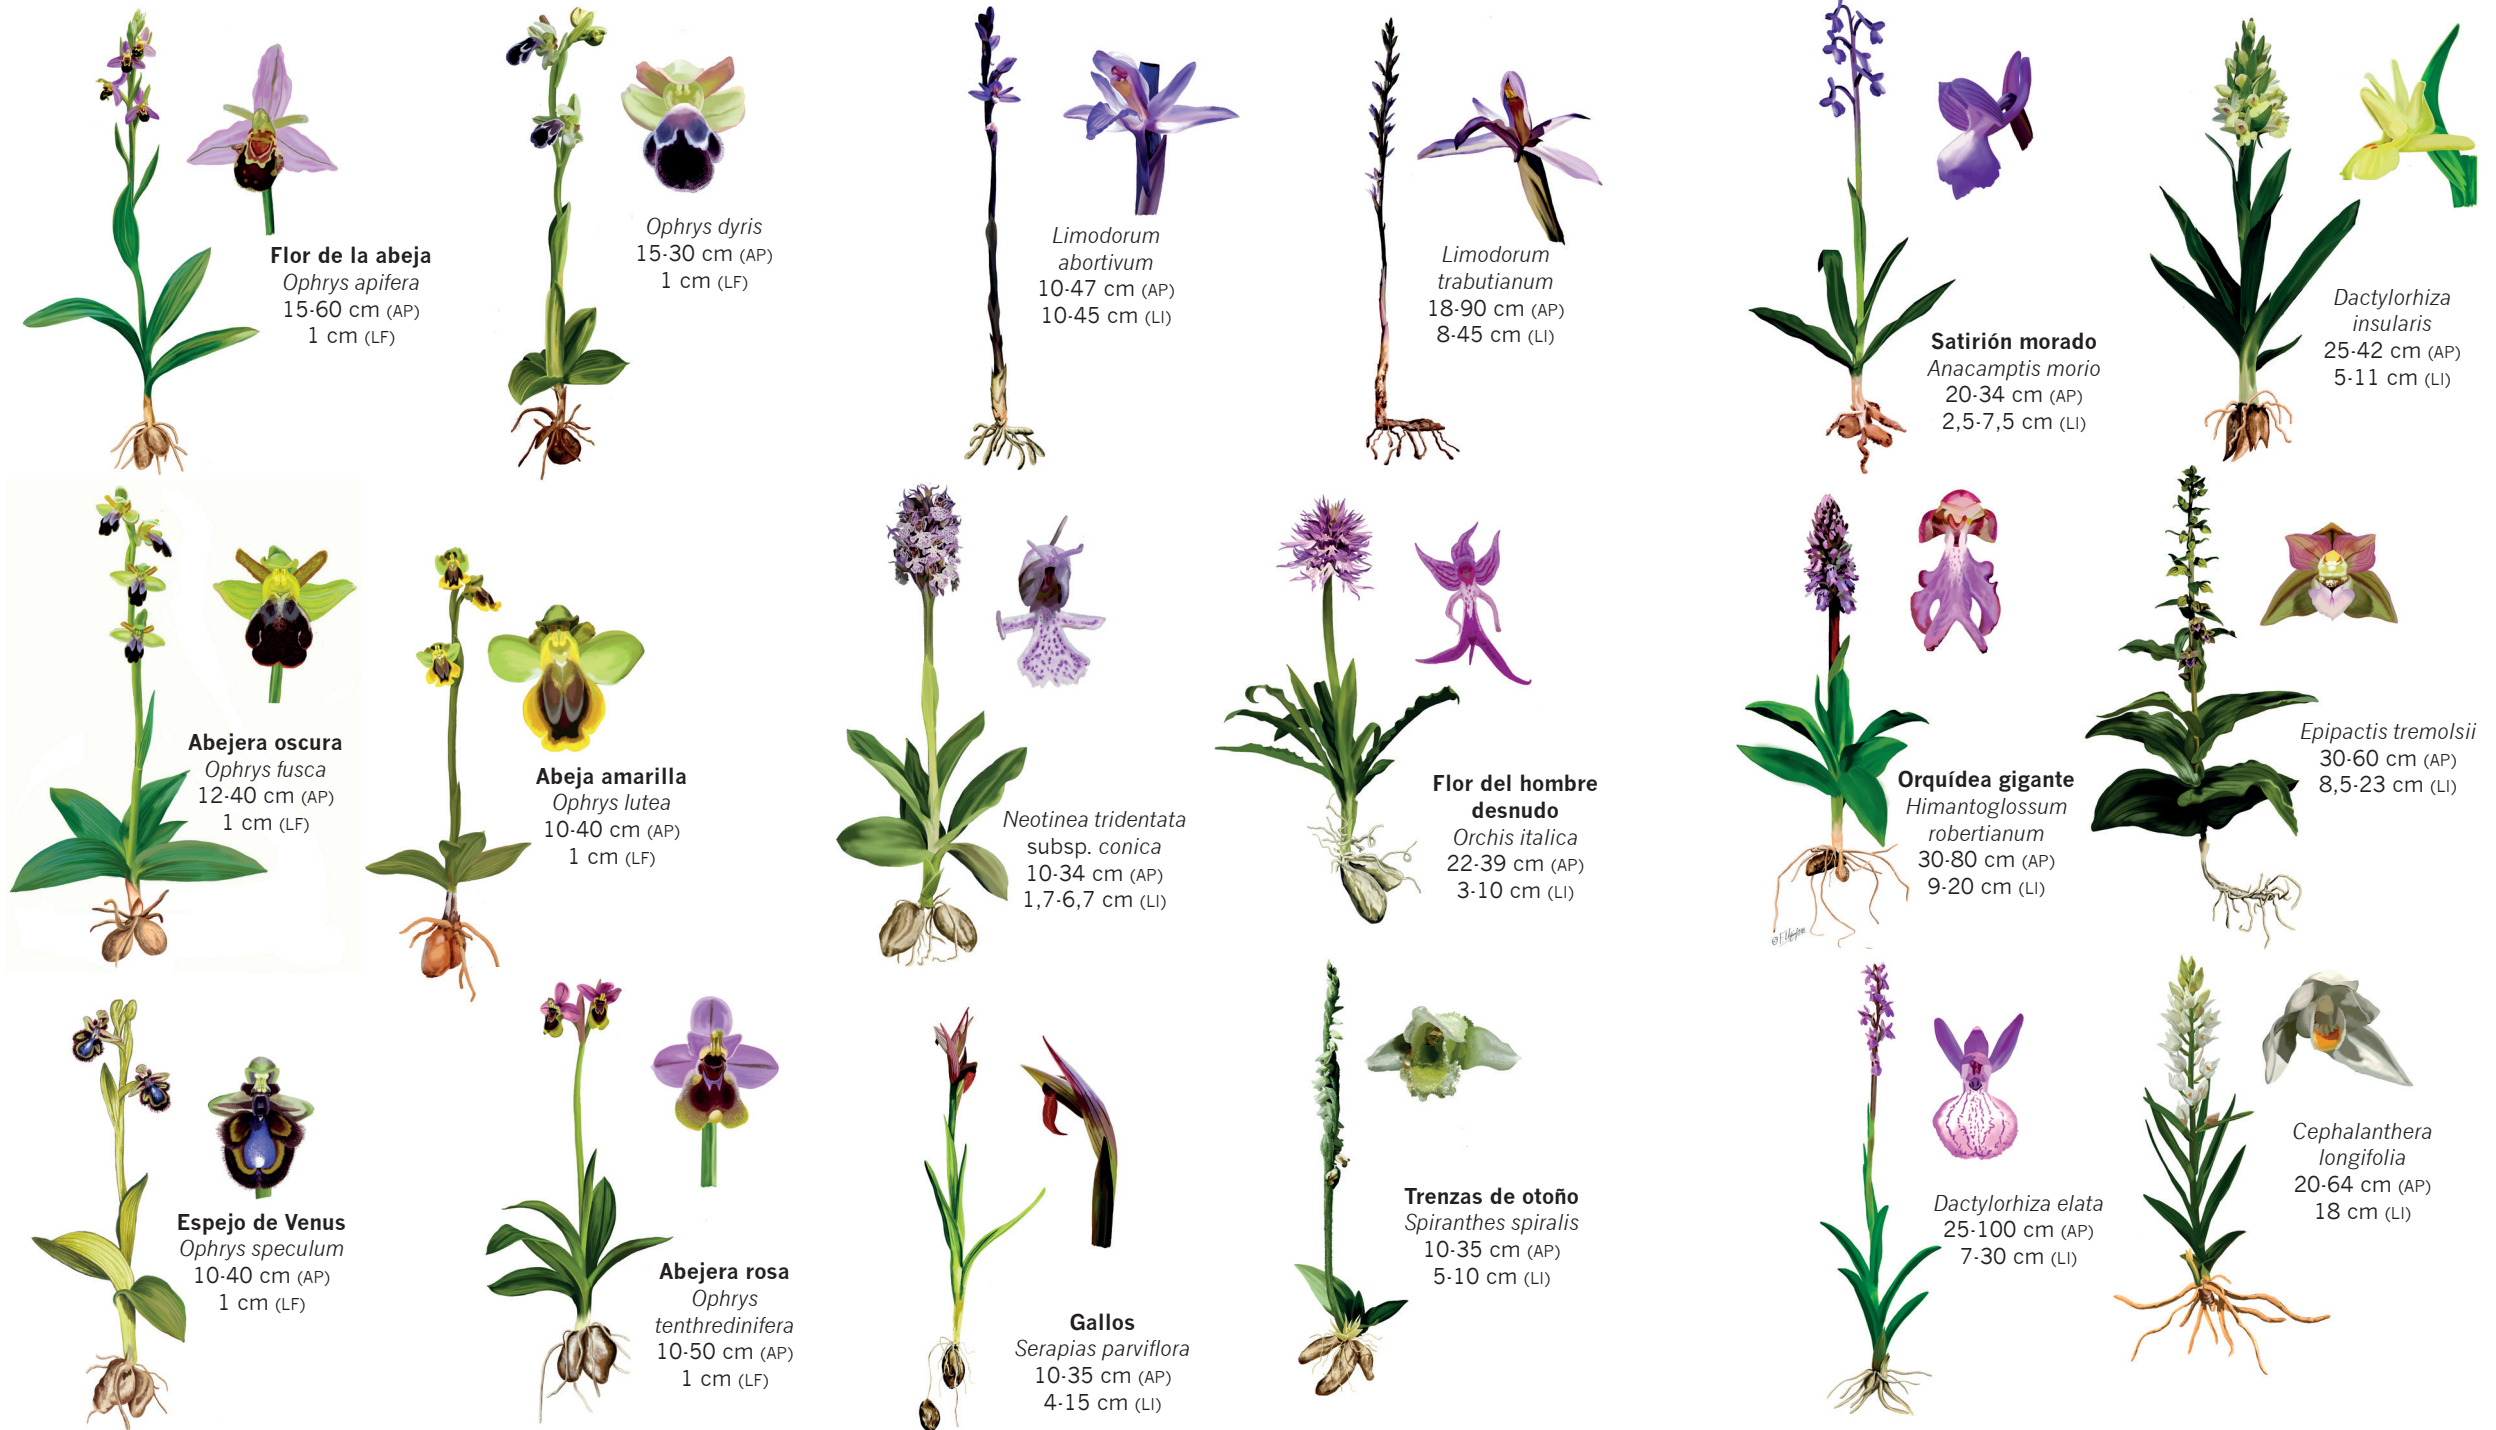 Flor de la abeja
Ophrys apifera
15-60 cm (AP)
1 cm (LF)
Ophrys dyris
15-30 cm (AP)
1 cm (LF)
Limodorum
abortivum
10-47 cm (AP)
10-45 cm (LI)
Limodorum
trabutianum
18-90 cm (AP)
8-45 cm (LI)
Satirión morado
Anacamptis morio
20-34 cm (AP)
2,5-7,5 cm (LI)
Dactylorhiza
insularis
25-42 cm (AP)
5-11 cm (LI)
Abejera oscura
Ophrys fusca
12-40 cm (AP)
1 cm (LF)
Abeja amarilla
Ophrys lutea
10-40 cm (AP)
1 cm (LF)
Neotinea tridentata
subsp. conica
10-34 cm (AP)
1,7-6,7 cm (LI)
Flor del hombre
desnudo
Orchis italica
22-39 cm (AP)
3-10 cm (LI)
Orquídea gigante
Himantoglossum
robertianum
30-80 cm (AP)
9-20 cm (LI)
Epipactis tremolsii
30-60 cm (AP)
8,5-23 cm (LI)
Espejo de Venus
Ophrys speculum
10-40 cm (AP)
1 cm (LF)
Abejera rosa
Ophrys
tenthredinifera
10-50 cm (AP)
1 cm (LF)
Gallos
Serapias parviflora
10-35 cm (AP)
4-15 cm (LI)
Trenzas de otoño
Spiranthes spiralis
10-35 cm (AP)
5-10 cm (LI)
Dactylorhiza elata
25-100 cm (AP)
7-30 cm (LI)
Cephalanthera
longifolia
20-64 cm (AP)
18 cm (LI)